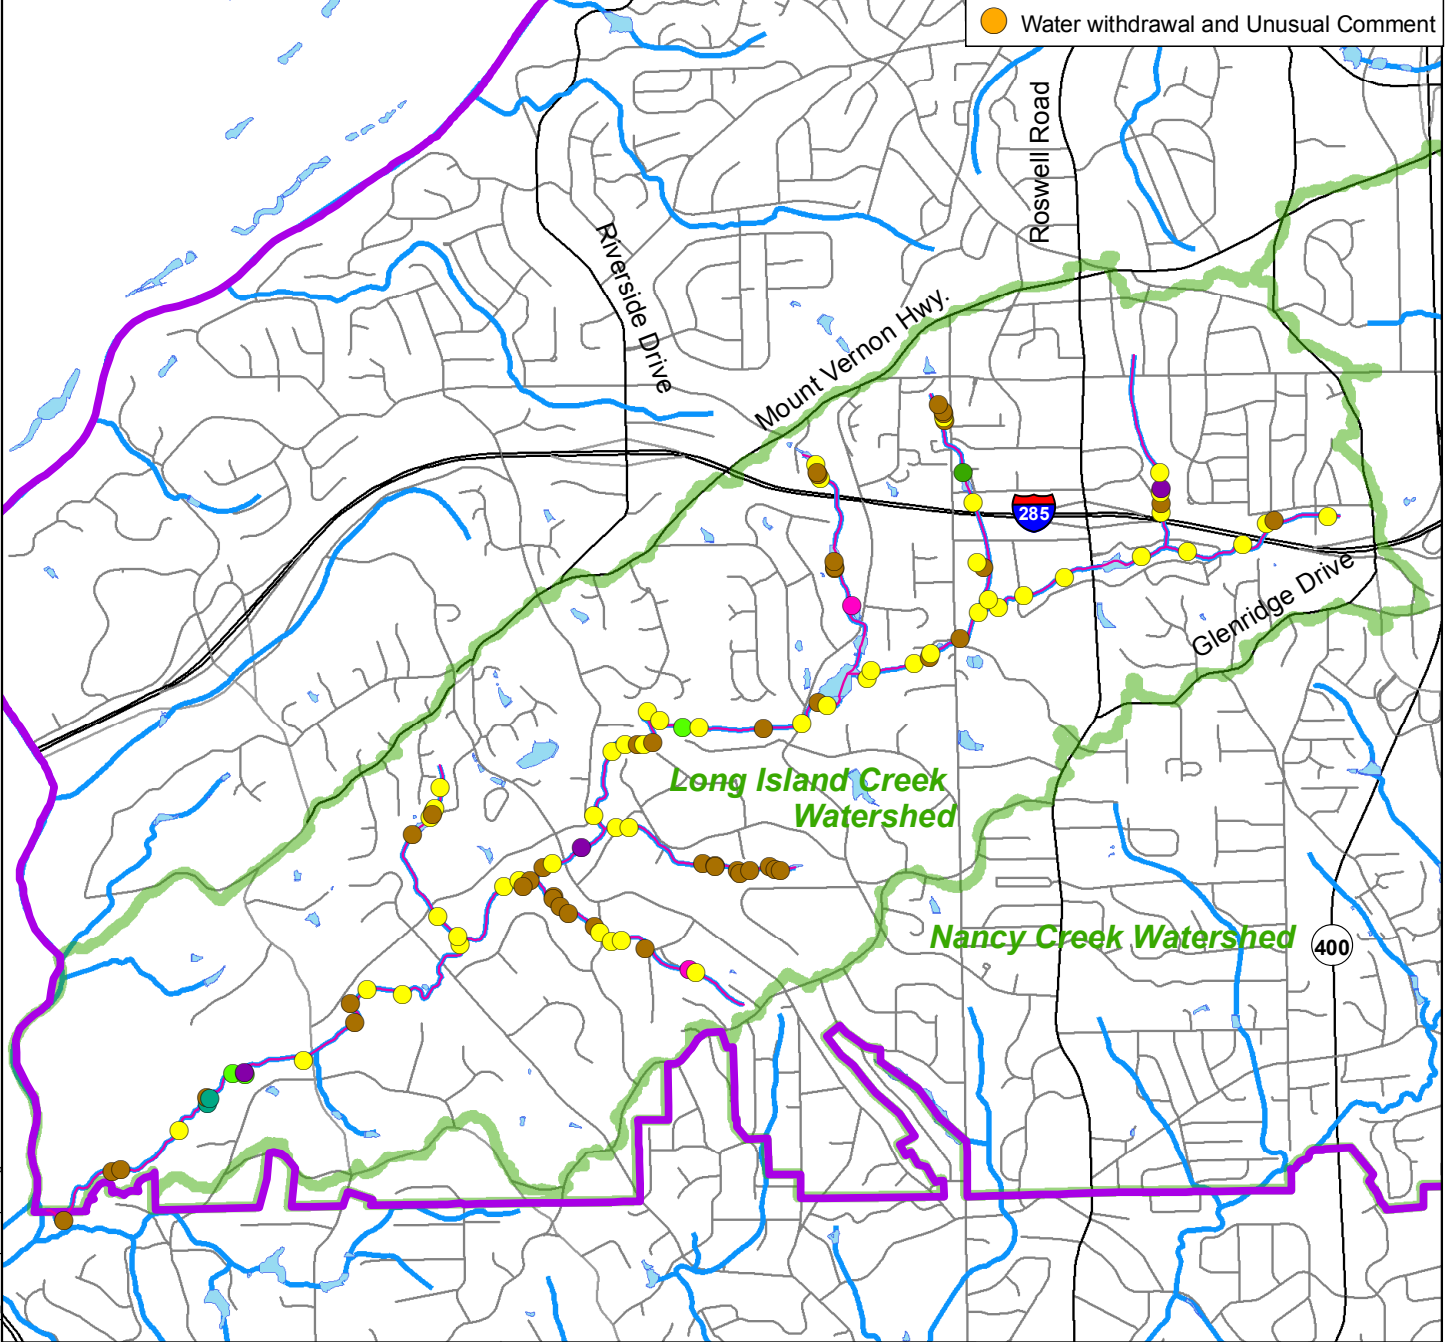 Water withdrawal and Unusual Comment
Roswell Road
Riverside Drive
Mount Vernon Hwy.
285
Glenridge Drive
Long Island Creek
Watershed
Nancy Creek Watershed
400